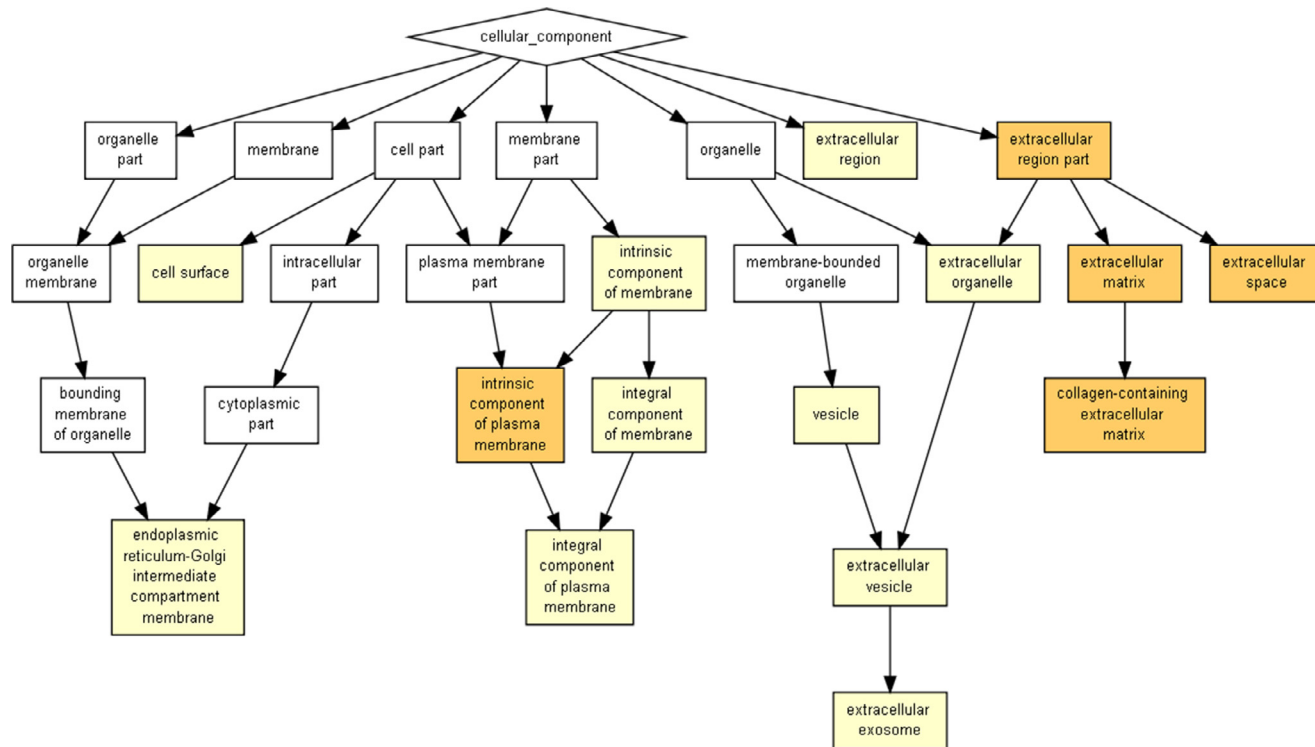 cellular_component
organelle
part
membrane
cell part
membrane
part
organelle
extracellular
region
extracellular
region part
organelle
membrane
cell surface
intracellular
part
plasma membrane
part
intrinsic
component
of membrane
membrane-bounded
organelle
extracellular
organelle
extracellular
matrix
extracellular
space
bounding
membrane
of organelle
cytoplasmic
part
intrinsic
component
of plasma
membrane
integral
component
of membrane
vesicle
collagen-containing
extracellular
matrix
endoplasmic
reticulum-Golgi
intermediate
compartment
membrane
integral
component
of plasma
membrane
extracellular
vesicle
extracellular
exosome